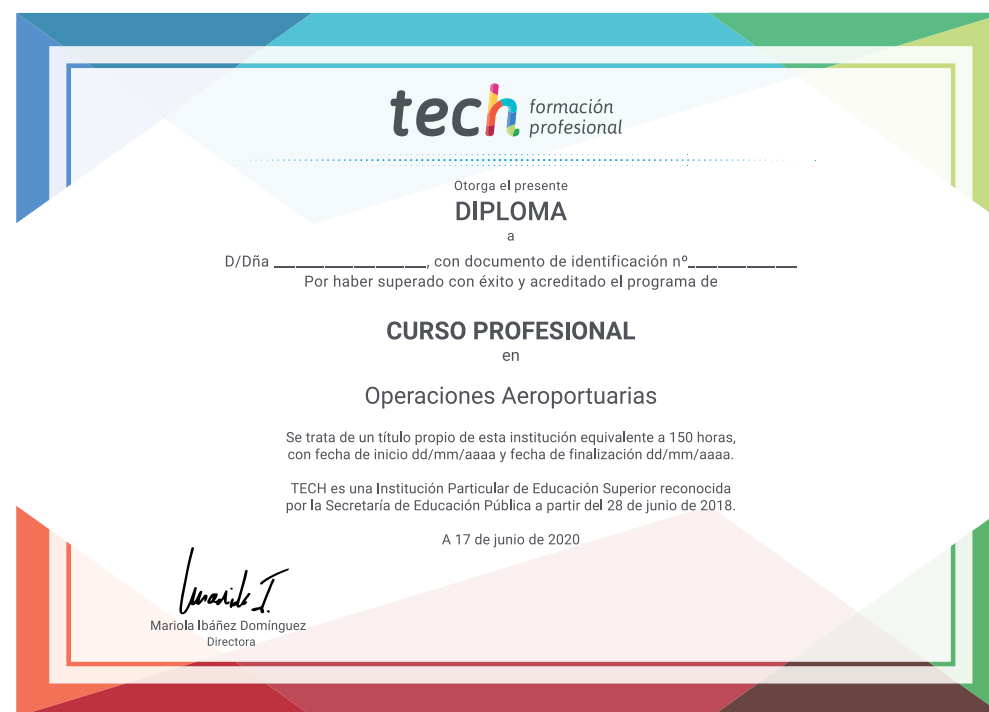 tech formación
profesional
Otorga el presente
DIPLOMA
a
D/Dña ____________________, con documento de identificación nº______________
Por haber superado con éxito y acreditado el programa de
CURSO PROFESIONAL
en
Operaciones Aeroportuarias
Se trata de un título propio de esta institución equivalente a 150 horas,
con fecha de inicio dd/mm/aaaa y fecha de finalización dd/mm/aaaa.
TECH es una Institución Particular de Educación Superior reconocida
por la Secretaría de Educación Pública a partir del 28 de junio de 2018.
A 17 de junio de 2020
Mariola Ibáñez Domínguez
Directora